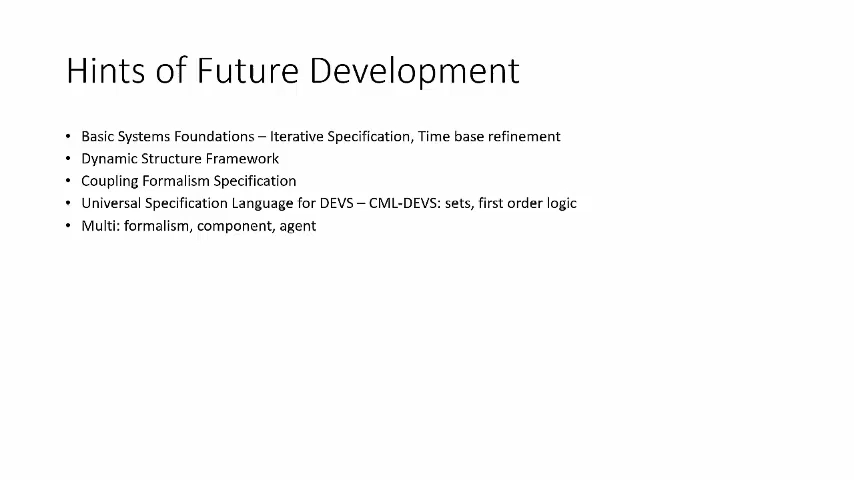 Hints of Future Development
• Basic Systems Foundations – Iterative Specification, Time base refinement
• Dynamic Structure Framework
• Coupling Formalism Specification
• Universal Specification Language for DEVS – CML-DEVS: sets, first order logic
• Multi: formalism, component, agent